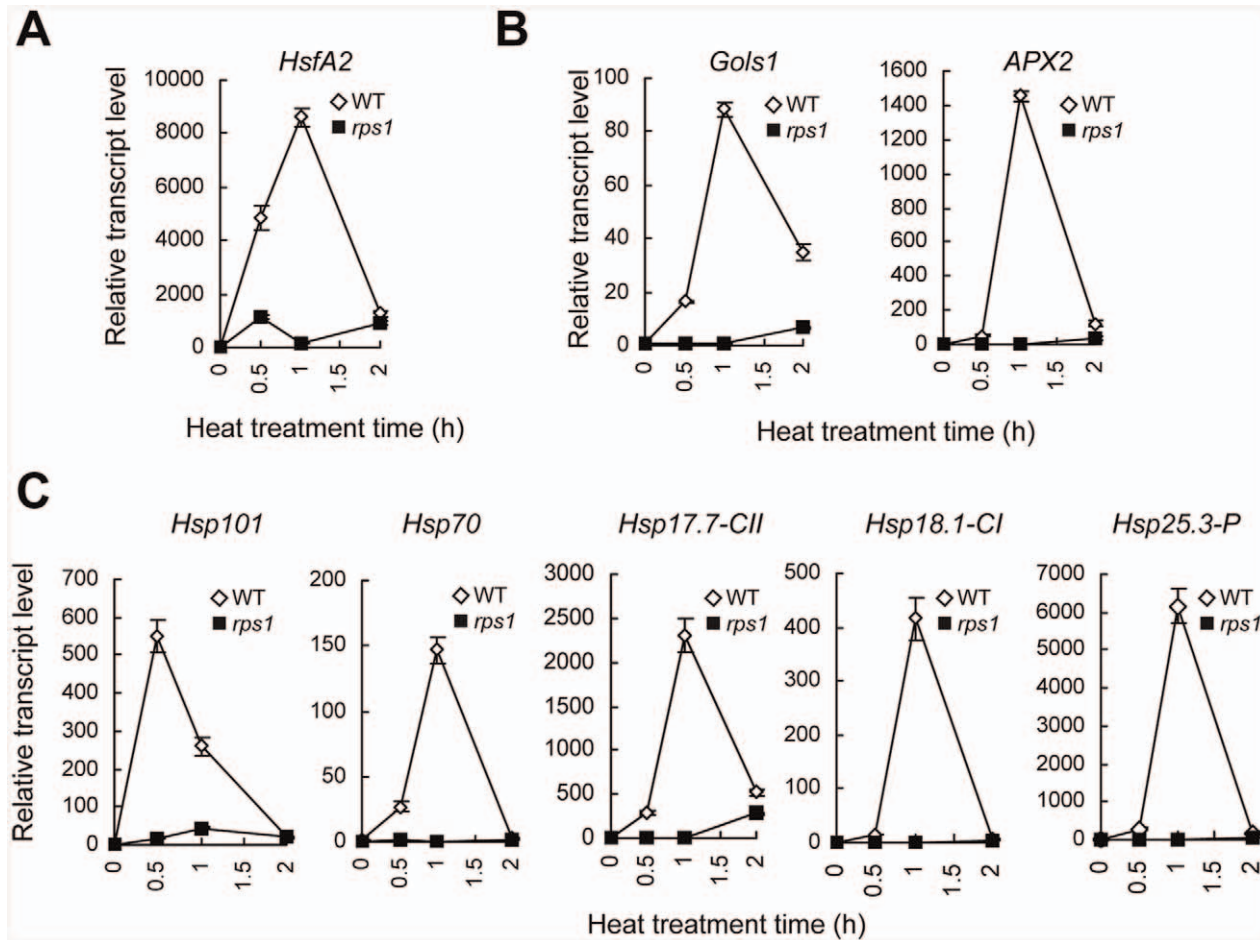 A
B
HsfA2
Gols1
APX2
Relative transcript level
10000
8000
6000
4000
2000
0
WT
rps1
0
0.5
1
1.5
2
Heat treatment time (h)
Relative transcript level
100
80
60
40
20
0
WT
rps1
0
0.5
1
1.5
2
1600
1400
1200
1000
800
600
400
200
0
WT
rps1
0
0.5
1
1.5
2
Heat treatment time (h)
C
Hsp101
Hsp70
Hsp17.7-CII
Hsp18.1-CI
Hsp25.3-P
Relative transcript level
700
600
500
400
300
200
100
0
WT
rps1
0
0.5
1
1.5
2
200
150
100
50
0
WT
rps1
0
0.5
1
1.5
2
3000
2500
2000
1500
1000
500
0
WT
rps1
0
0.5
1
1.5
2
500
400
300
200
100
0
WT
rps1
0
0.5
1
1.5
2
7000
6000
5000
4000
3000
2000
1000
0
WT
rps1
0
0.5
1
1.5
2
Heat treatment time (h)